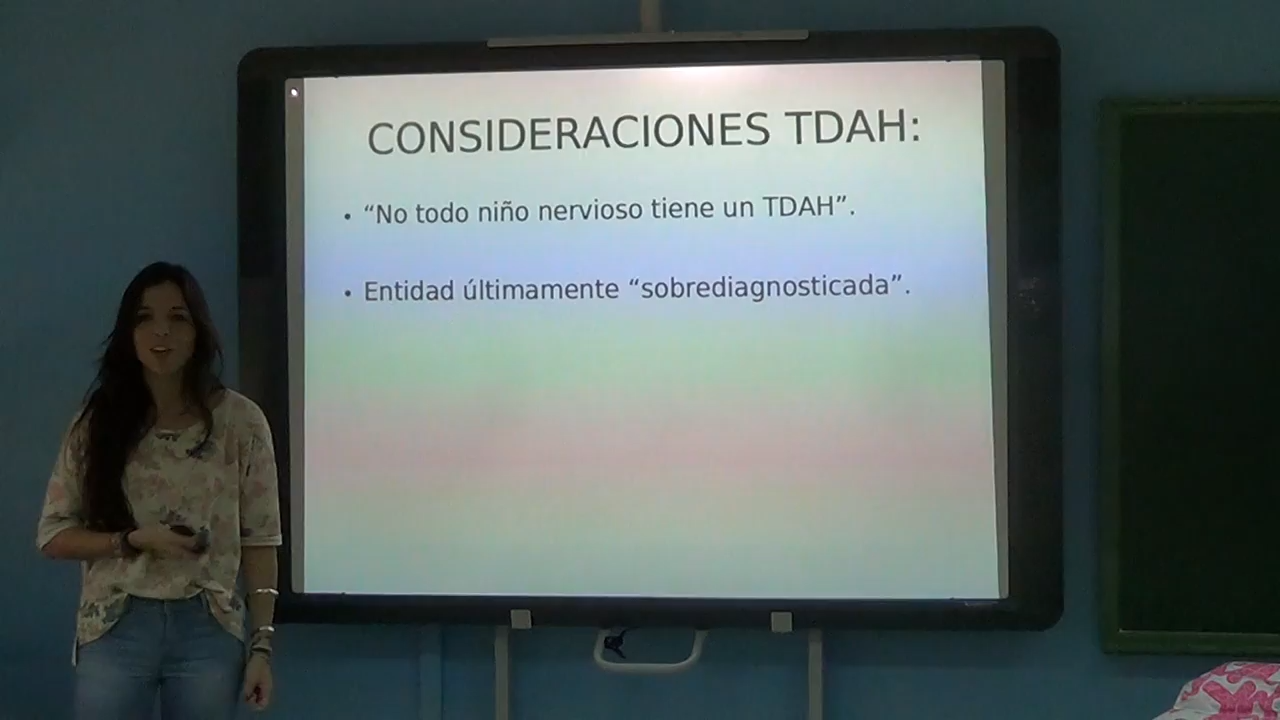 CONSIDERACIONES TDAH:
• “No todo niño nervioso tiene un TDAH”.
• Entidad últimamente “sobrediagnosticada”.